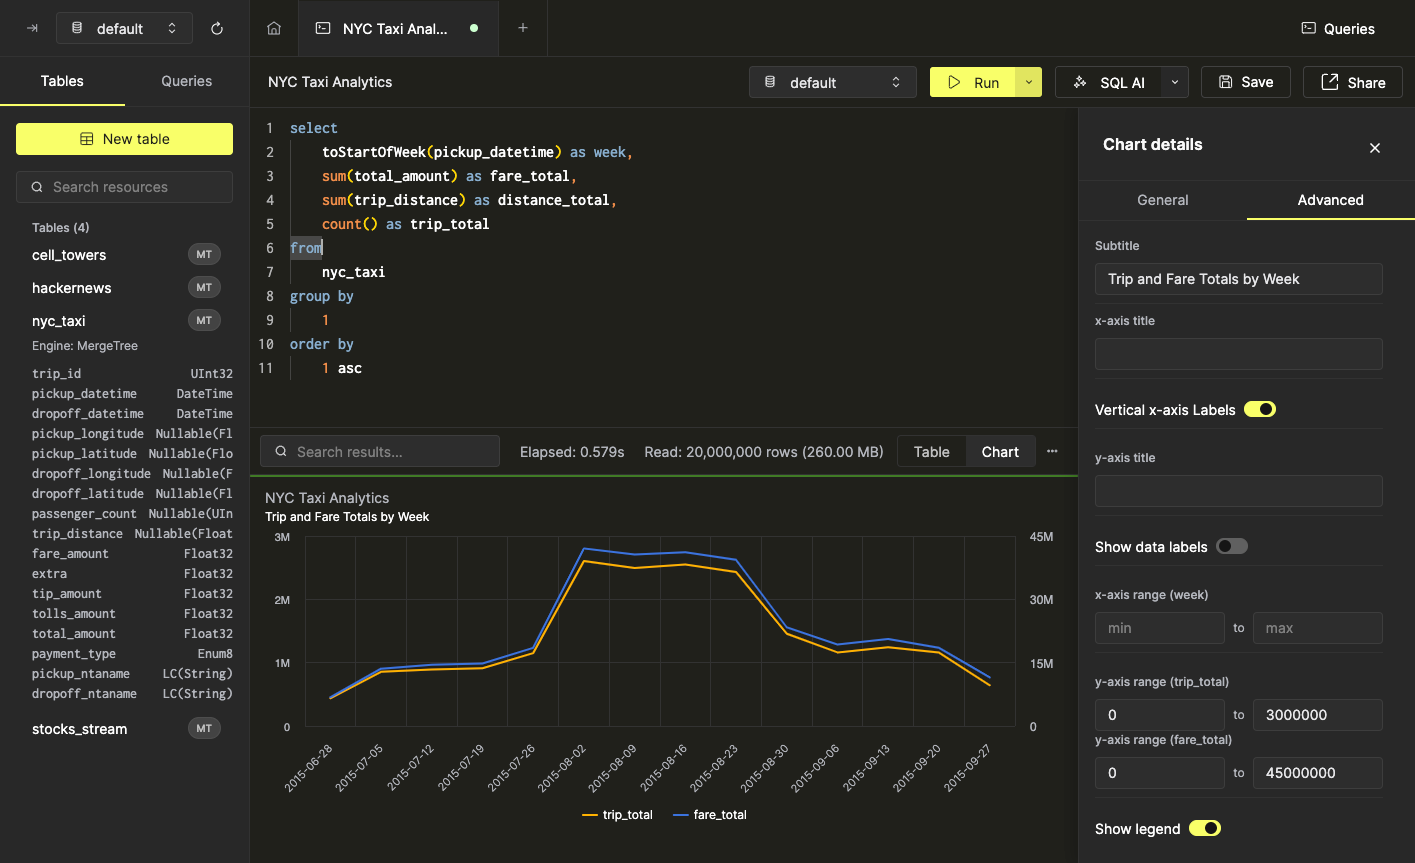 default
NYC Taxi Anal...
+
Queries
Tables
Queries
NYC Taxi Analytics
default
Run
SQL AI
Save
Share
New table
Search resources
Tables (4)
cell_towers MT
hackernews MT
nyc_taxi MT
Engine: MergeTree
trip_id UInt32
pickup_datetime DateTime
dropoff_datetime DateTime
pickup_longitude Nullable(Fl
pickup_latitude Nullable(Flo
dropoff_longitude Nullable(F
dropoff_latitude Nullable(Fl
passenger_count Nullable(UIn
trip_distance Nullable(Float
fare_amount Float32
extra Float32
tip_amount Float32
tolls_amount Float32
total_amount Float32
payment_type Enum8
pickup_ntaname LC(String)
dropoff_ntaname LC(String)
stocks_stream MT
1 select
2 toStartOfWeek(pickup_datetime) as week,
3 sum(total_amount) as fare_total,
4 sum(trip_distance) as distance_total,
5 count() as trip_total
6 from
7 nyc_taxi
8 group by
9 1
10 order by
11 1 asc
Search results...
Elapsed: 0.579s
Read: 20,000,000 rows (260.00 MB)
Table
Chart
NYC Taxi Analytics
Trip and Fare Totals by Week
3M
2M
1M
0
45M
30M
15M
0
2015-06-28
2015-07-05
2015-07-12
2015-07-19
2015-07-26
2015-08-02
2015-08-09
2015-08-16
2015-08-23
2015-08-30
2015-09-06
2015-09-13
2015-09-20
2015-09-27
trip_total
fare_total
Chart details
General
Advanced
Subtitle
Trip and Fare Totals by Week
x-axis title
Vertical x-axis Labels
y-axis title
Show data labels
x-axis range (week)
min to max
y-axis range (trip_total)
0 to 3000000
y-axis range (fare_total)
0 to 45000000
Show legend